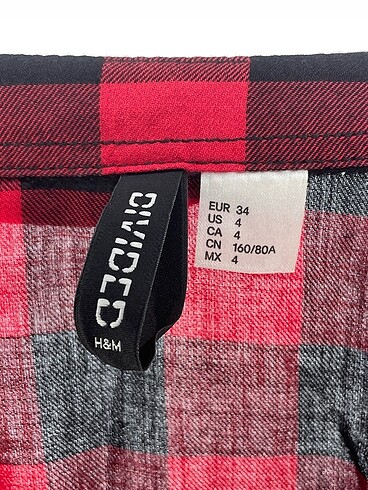 DIVIDED
H&M
EUR 34
US 4
CA 4
CN 160/80A
MX 4